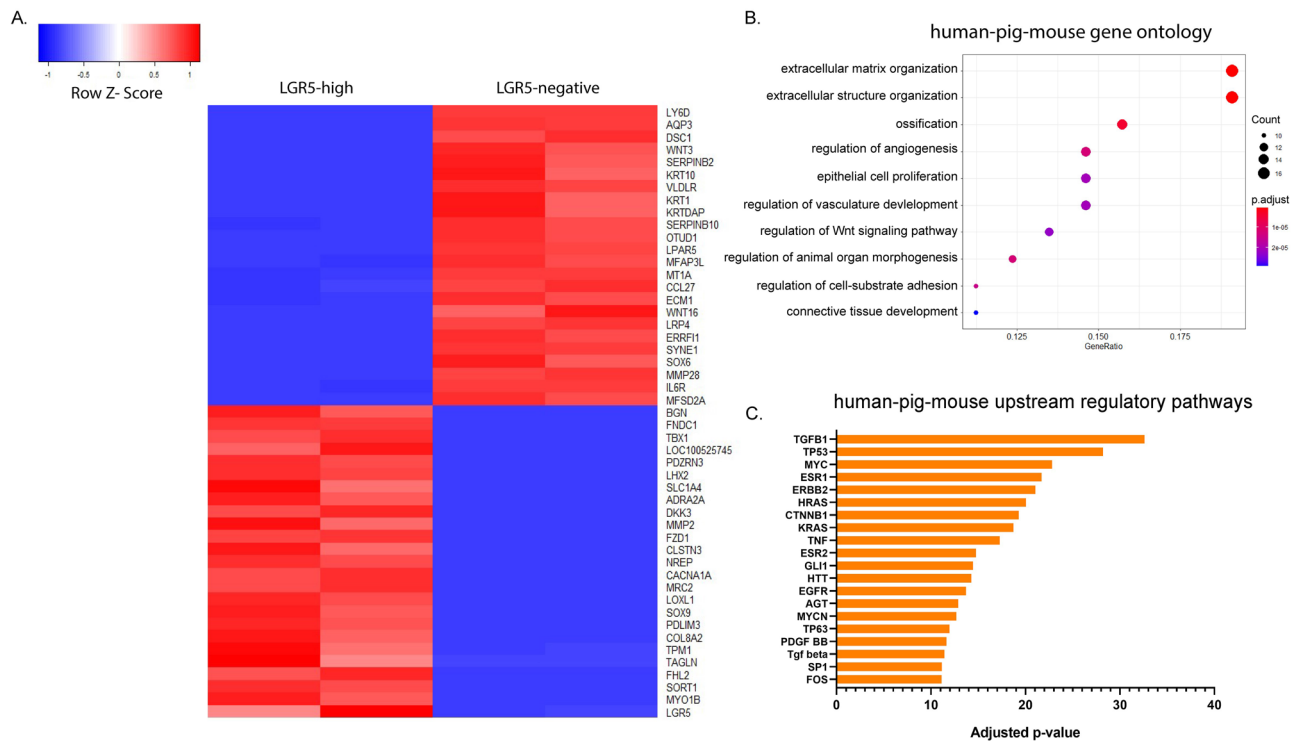 A.
-1 -0.5 0 0.5 1
Row Z- Score
LGR5-high LGR5-negative
LY6D
AQP3
DSC1
WNT3
SERPINB2
KRT10
VLDLR
KRT1
KRTDAP
SERPINB10
OTUD1
LPAR5
MFAP3L
MT1A
CCL27
ECM1
WNT16
LRP4
ERRFI1
SYNE1
SOX6
MMP28
IL6R
MFSD2A
BGN
FNDC1
TBX1
LOC100525745
PDZRN3
LHX2
SLC1A4
ADRA2A
DKK3
MMP2
FZD1
CLSTN3
NREP
CACNA1A
MRC2
LOXL1
SOX9
PDLIM3
COL8A2
TPM1
TAGLN
FHL2
SORT1
MYO1B
LGR5
B.
human-pig-mouse gene ontology
extracellular matrix organization
extracellular structure organization
ossification
regulation of angiogenesis
epithelial cell proliferation
regulation of vasculature devlelopment
regulation of Wnt signaling pathway
regulation of animal organ morphogenesis
regulation of cell-substrate adhesion
connective tissue development
0.125 0.150 0.175
GeneRatio
Count
10
12
14
16
p.adjust
1e-05
2e-05
C.
human-pig-mouse upstream regulatory pathways
TGFB1
TP53
MYC
ESR1
ERBB2
HRAS
CTNNB1
KRAS
TNF
ESR2
GLI1
HTT
EGFR
AGT
MYCN
TP63
PDGF BB
Tgf beta
SP1
FOS
0 10 20 30 40
Adjusted p-value